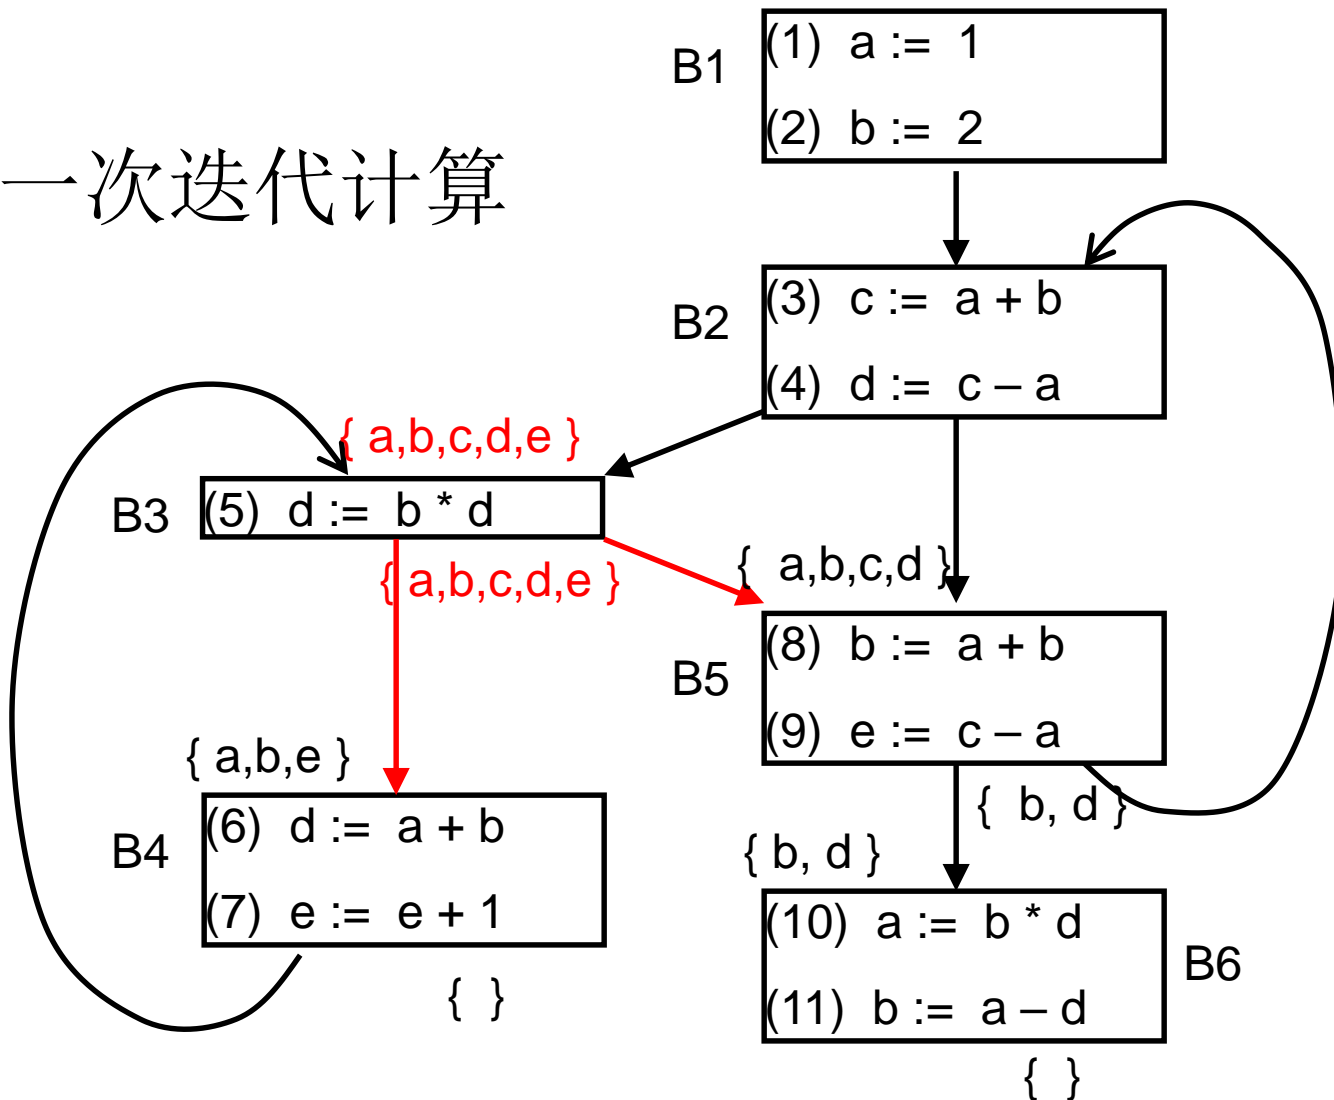 一次迭代计算
B1
(1) a := 1
(2) b := 2
B2
(3) c := a + b
(4) d := c – a
{ a,b,c,d,e }
B3
(5) d := b * d
{ a,b,c,d,e }
{ a,b,c,d }
B5
(8) b := a + b
(9) e := c – a
{ a,b,e }
B4
(6) d := a + b
(7) e := e + 1
{ }
{ b, d }
{ b, d }
(10) a := b * d
(11) b := a – d
B6
{ }